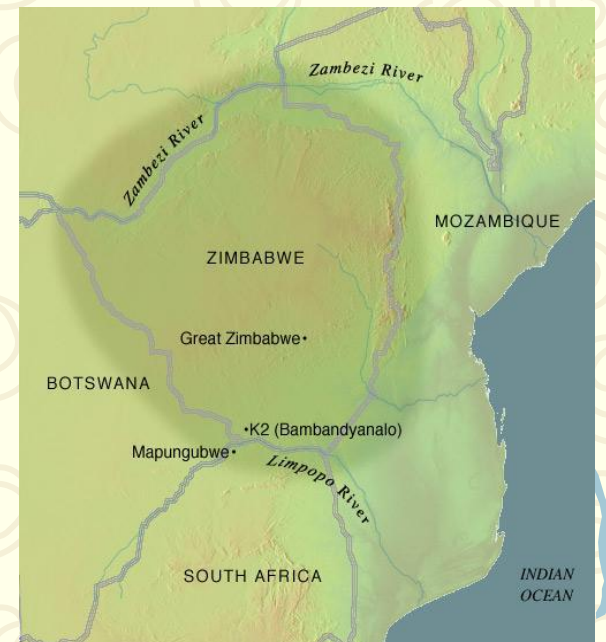 Zambezi River
Zambezi River
MOZAMBIQUE
ZIMBABWE
Great Zimbabwe
BOTSWANA
K2 (Bambandyanalo)
Mapungubwe
Limpopo River
SOUTH AFRICA
INDIAN
OCEAN